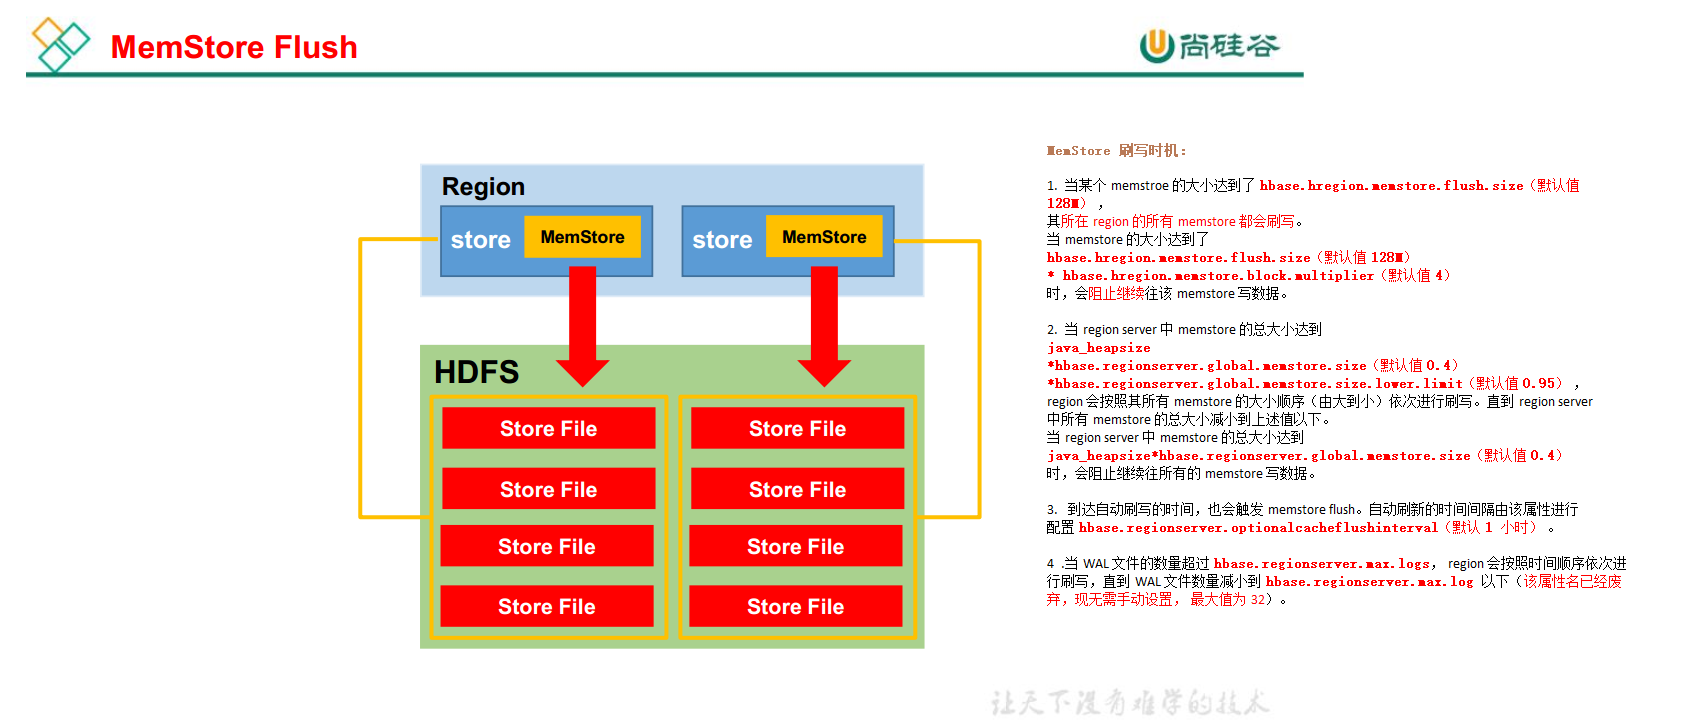 MemStore Flush
尚硅谷
Region
store
MemStore
store
MemStore
HDFS
Store File
Store File
Store File
Store File
Store File
Store File
Store File
Store File
MemStore 刷写时机：
1. 当某个 memstroe 的大小达到了 hbase.hregion.memstore.flush.size（默认值
128M），
其所在 region 的所有 memstore 都会刷写。
当 memstore 的大小达到了
hbase.hregion.memstore.flush.size（默认值 128M）
* hbase.hregion.memstore.block.multiplier（默认值 4）
时，会阻止继续往该 memstore 写数据。
2. 当 region server 中 memstore 的总大小达到
java_heapsize
*hbase.regionserver.global.memstore.size（默认值 0.4）
*hbase.regionserver.global.memstore.size.lower.limit（默认值 0.95），
region 会按照其所有 memstore 的大小顺序（由大到小）依次进行刷写。直到 region server
中所有 memstore 的总大小减小到上述值以下。
当 region server 中 memstore 的总大小达到
java_heapsize*hbase.regionserver.global.memstore.size（默认值 0.4）
时，会阻止继续往所有的 memstore 写数据。
3. 到达自动刷写的时间，也会触发 memstore flush。自动刷新的时间间隔由该属性进行
配置 hbase.regionserver.optionalcacheflushinterval（默认 1 小时）。
4 .当 WAL 文件的数量超过 hbase.regionserver.max.logs，region 会按照时间顺序依次进
行刷写，直到 WAL 文件数量减小到 hbase.regionserver.max.log 以下（该属性名已经废
弃，现无需手动设置，最大值为 32）。
让天下没有难学的技术